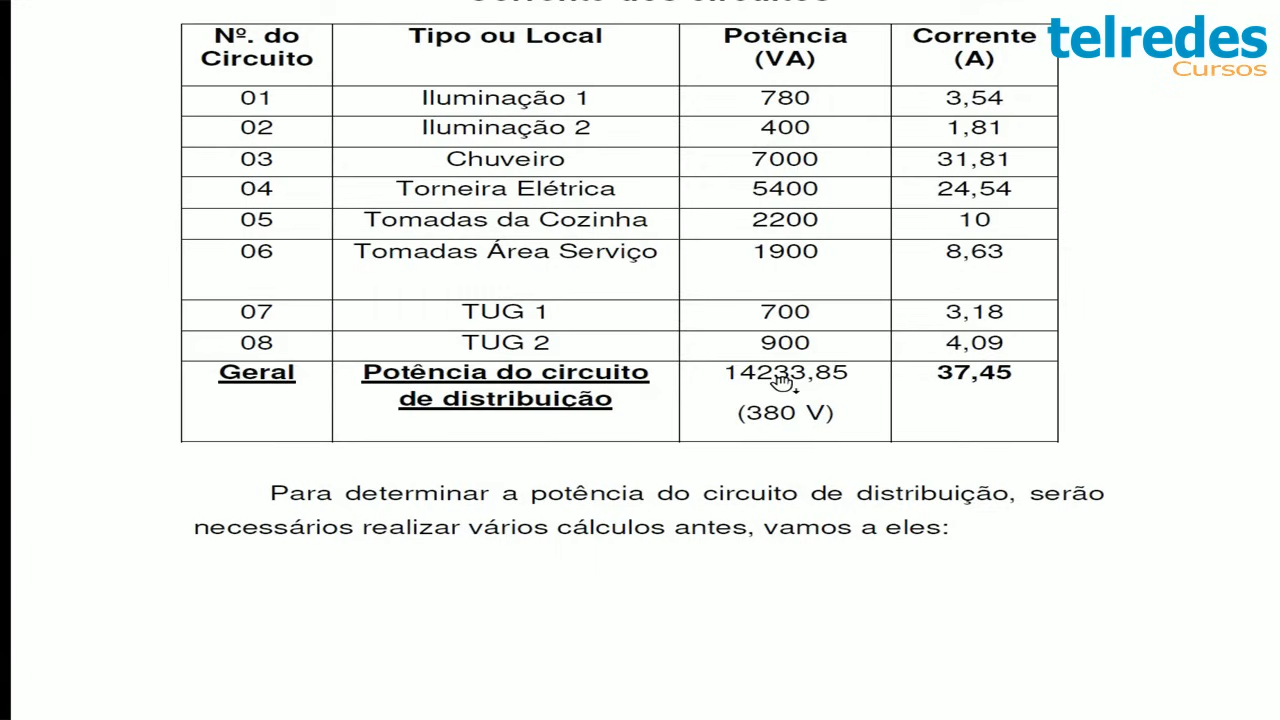 telredes
Cursos
Nº. do Circuito | Tipo ou Local | Potência (VA) | Corrente (A)
01 | Iluminação 1 | 780 | 3,54
02 | Iluminação 2 | 400 | 1,81
03 | Chuveiro | 7000 | 31,81
04 | Torneira Elétrica | 5400 | 24,54
05 | Tomadas da Cozinha | 2200 | 10
06 | Tomadas Área Serviço | 1900 | 8,63
07 | TUG 1 | 700 | 3,18
08 | TUG 2 | 900 | 4,09
Geral | Potência do circuito de distribuição | 14233,85 (380 V) | 37,45
Para determinar a potência do circuito de distribuição, serão
necessários realizar vários cálculos antes, vamos a eles: